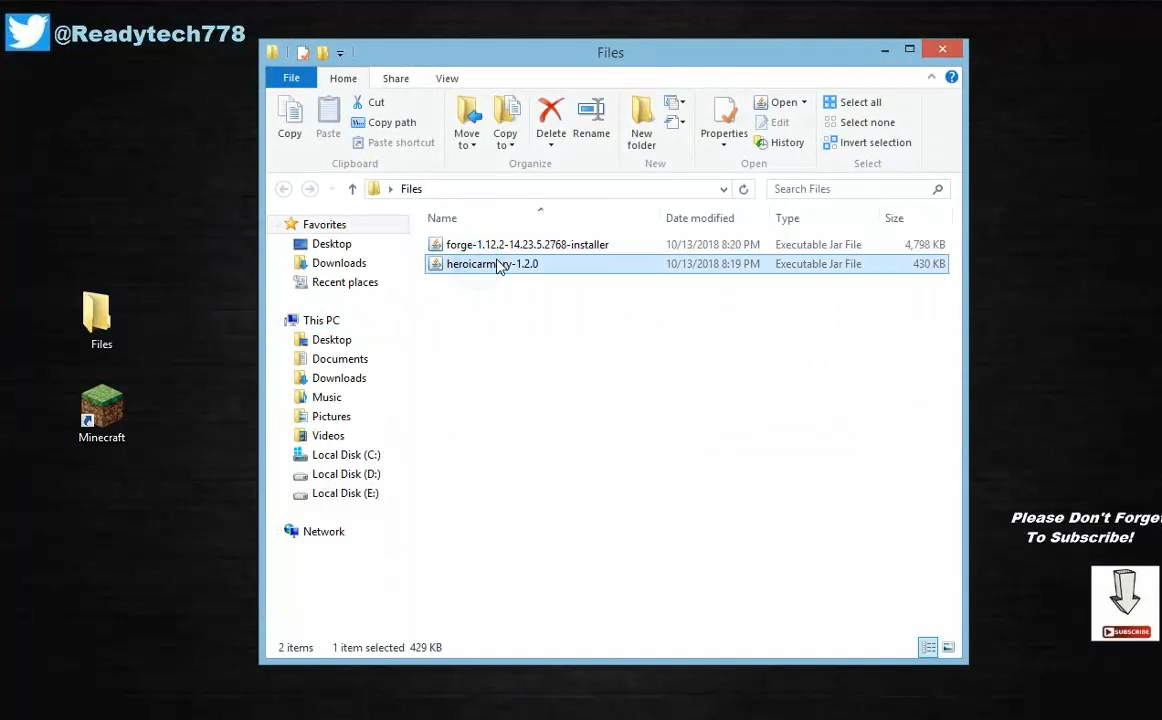 @Readytech778
Files
File Home Share View
Copy
Paste
Cut
Copy path
Paste shortcut
Clipboard
Move to
Copy to
Delete
Rename
Organize
New folder
New
Properties
Open
Edit
History
Open
Select all
Select none
Invert selection
Select
Files
Search Files
Name Date modified Type Size
forge-1.12.2-14.23.5.2768-installer 10/13/2018 8:20 PM Executable Jar File 4,798 KB
10/13/2018 8:19 PM Executable Jar File 430 KB
Favorites
Desktop
Downloads
Recent places
This PC
Desktop
Documents
Downloads
Music
Pictures
Videos
Local Disk (C:)
Local Disk (D:)
Local Disk (E:)
Network
2 items 1 item selected 429 KB
Files
Minecraft
Please Don't Forget
To Subscribe!
SUBSCRIBE